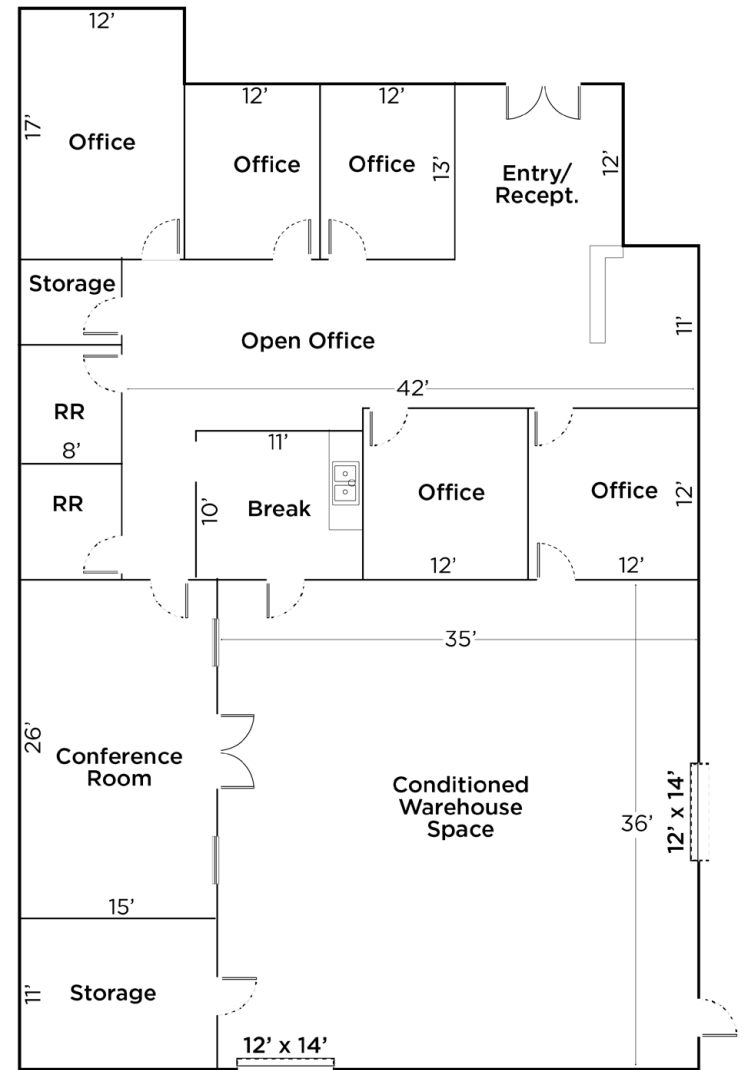 12'
17'
Office
12'
Office
12'
Office
13'
Entry/
Recept.
12'
Storage
Open Office
11'
42'
RR
8'
RR
11'
10'
Break
Office
12'
Office
12'
12'
35'
26'
Conference
Room
15'
Conditioned
Warehouse
Space
36'
12' x 14'
11'
Storage
12' x 14'